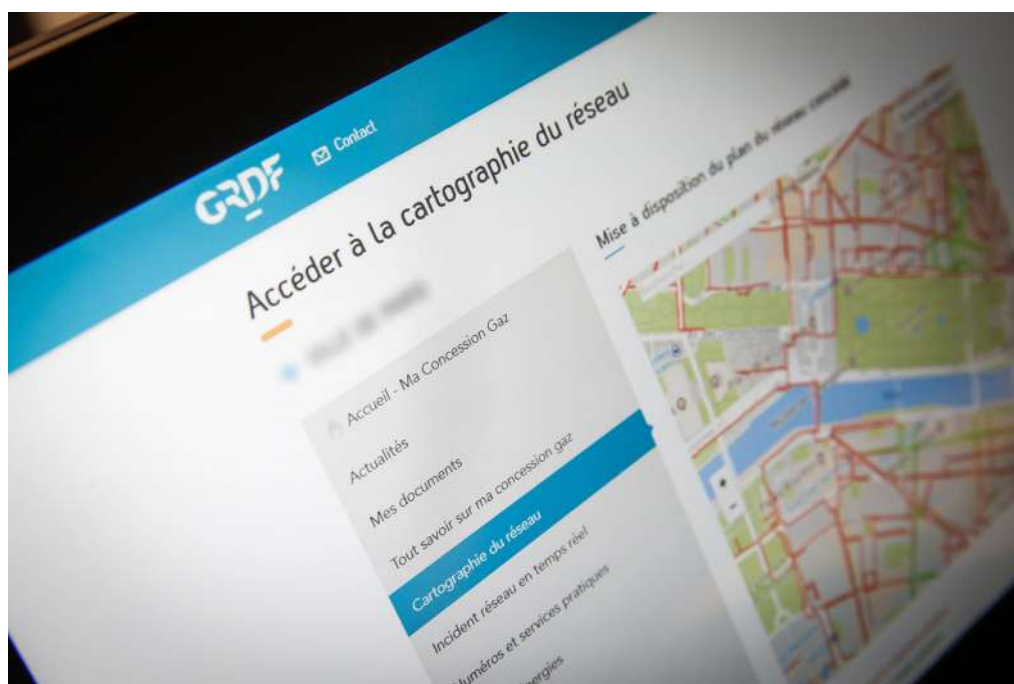 GRDF
Contact
Accéder à la cartographie du réseau
Accueil - Ma Concession Gaz
Actualités
Mes documents
Tout savoir sur ma concession gaz
Cartographie du réseau
Incident réseau en temps réel
Numéros et services pratiques
Mise à disposition du plan du réseau concédé